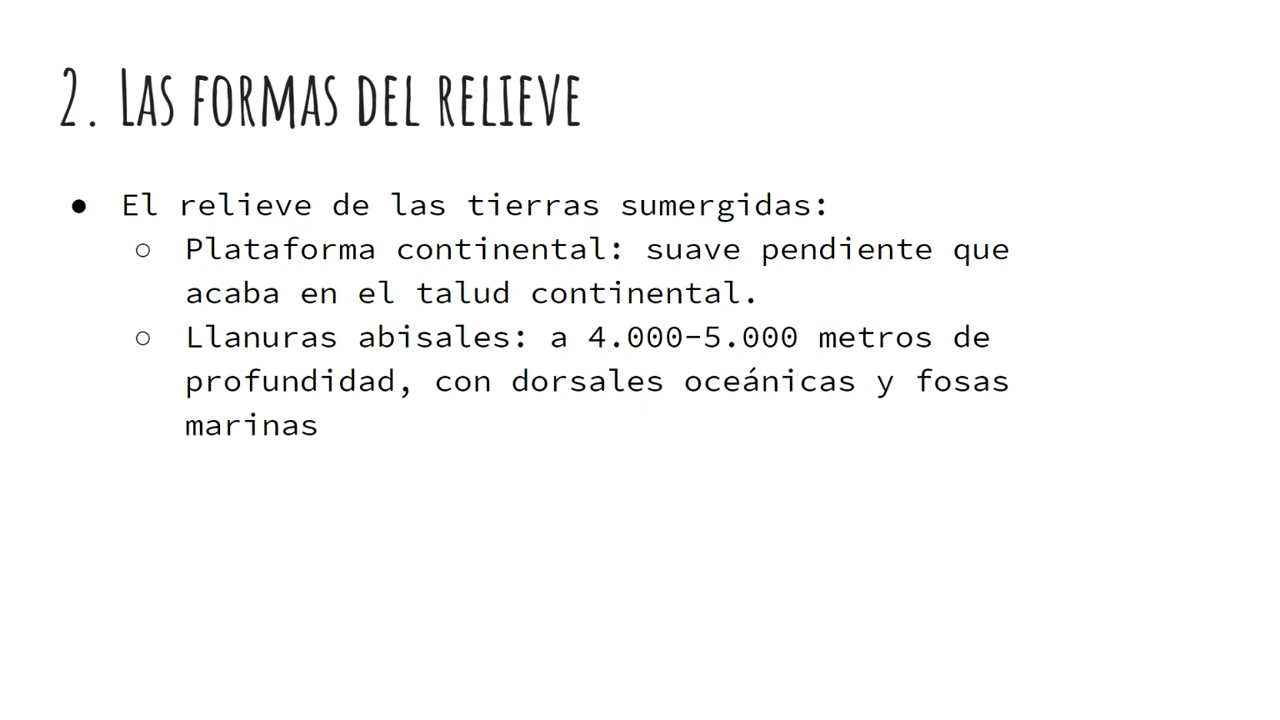 2. Las formas del relieve
● El relieve de las tierras sumergidas:
○ Plataforma continental: suave pendiente que
acaba en el talud continental.
○ Llanuras abisales: a 4.000-5.000 metros de
profundidad, con dorsales oceánicas y fosas
marinas